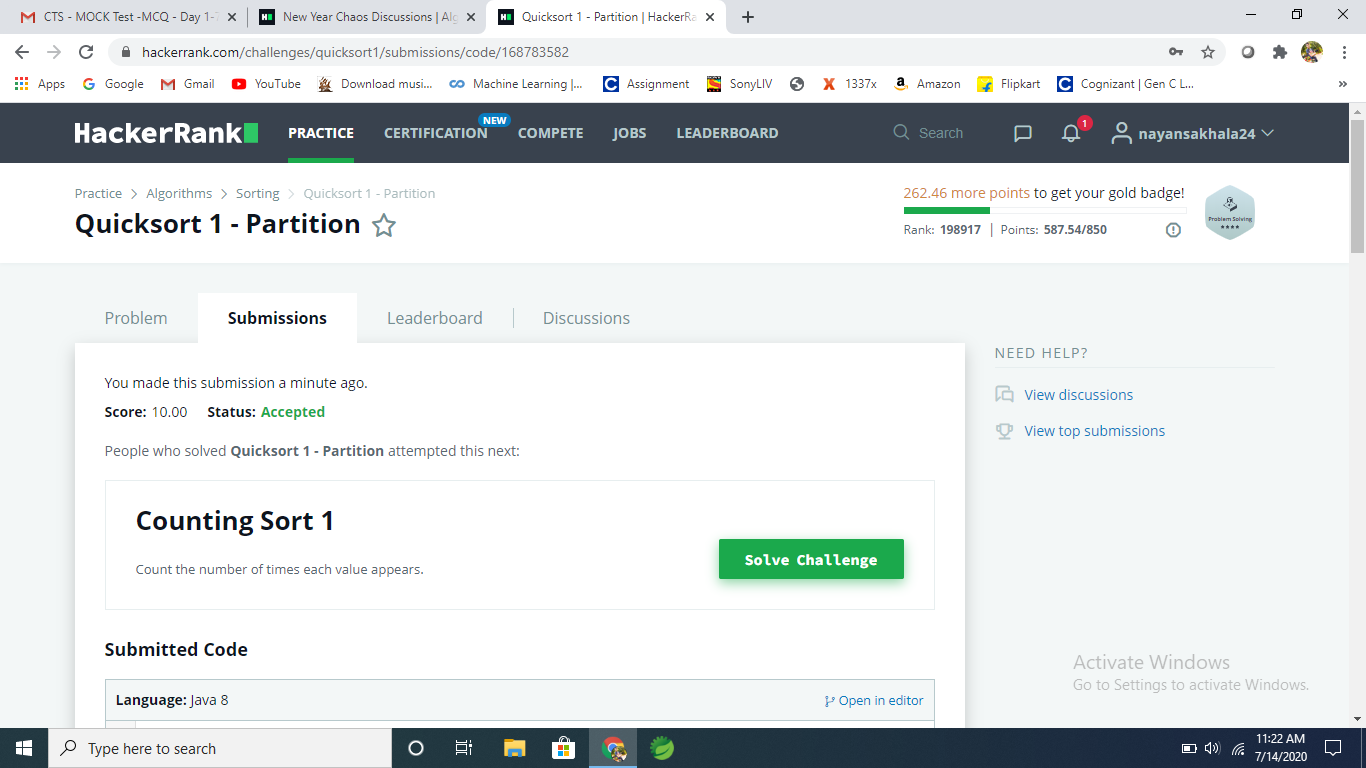 CTS - MOCK Test -MCQ - Day 1-7
New Year Chaos Discussions | Alg
Quicksort 1 - Partition | HackerRa
hackerrank.com/challenges/quicksort1/submissions/code/168783582
Apps Google Gmail YouTube Download musi... Machine Learning |... Assignment SonyLIV 1337x Amazon Flipkart Cognizant | Gen C L... »
HackerRank PRACTICE CERTIFICATION NEW COMPETE JOBS LEADERBOARD Search 1 nayansakhala24
Practice > Algorithms > Sorting > Quicksort 1 - Partition
Quicksort 1 - Partition
262.46 more points to get your gold badge!
Rank: 198917 | Points: 587.54/850
Problem Solving
Problem Submissions Leaderboard Discussions
You made this submission a minute ago.
Score: 10.00 Status: Accepted
People who solved Quicksort 1 - Partition attempted this next:
Counting Sort 1
Count the number of times each value appears.
Solve Challenge
Submitted Code
Language: Java 8 Open in editor
NEED HELP?
View discussions
View top submissions
Activate Windows
Go to Settings to activate Windows.
Type here to search
11:22 AM
7/14/2020